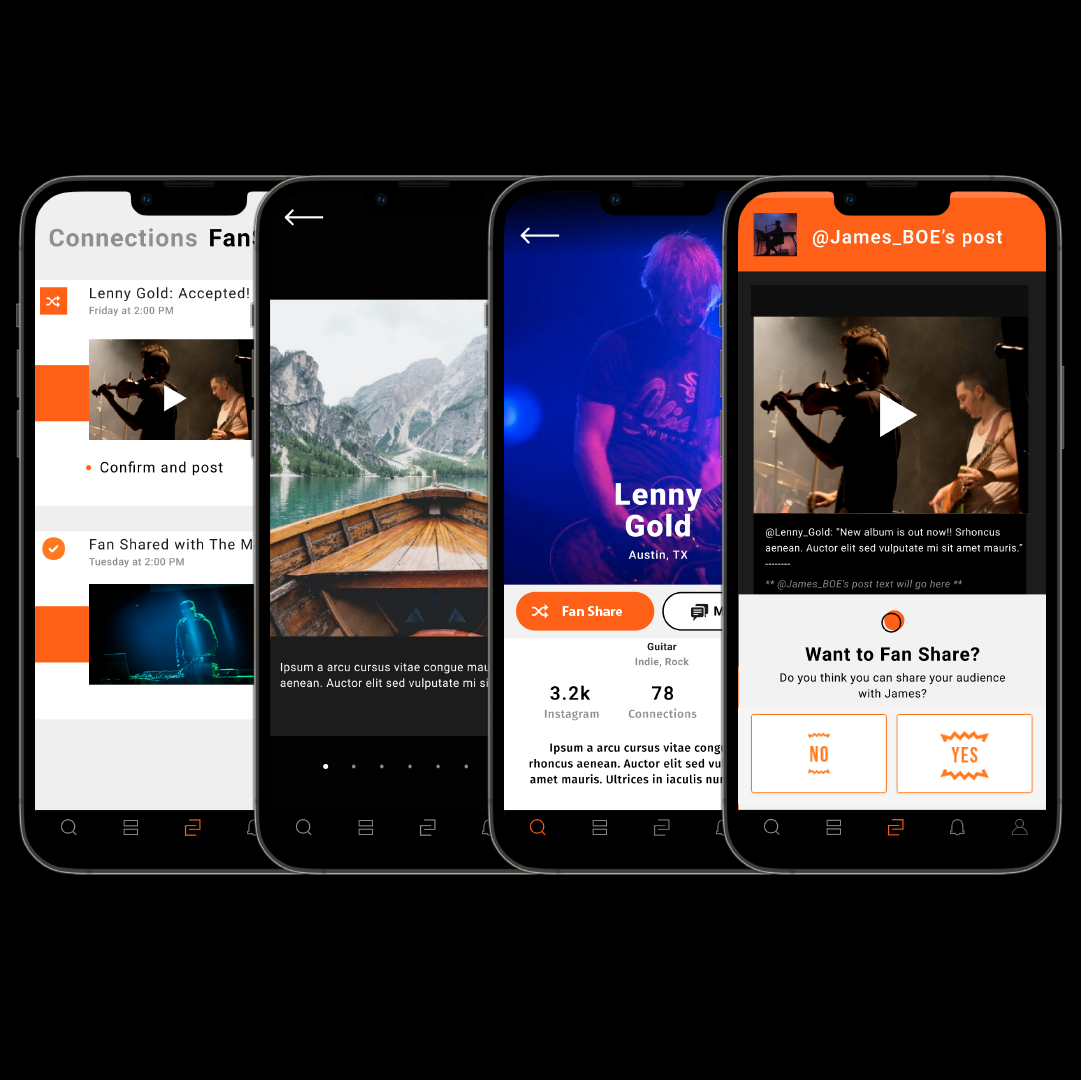 Connections FanS
Lenny Gold: Accepted!
Friday at 2:00 PM
Confirm and post
Fan Shared with The M
Tuesday at 2:00 PM
Ipsum a arcu cursus vitae congue mau
aenean. Auctor elit sed vulputate mi si
Lenny
Gold
Austin, TX
Fan Share
M
Guitar
Indie, Rock
3.2k
78
Instagram
Connections
Ipsum a arcu cursus vitae cong
rhoncus aenean. Auctor elit sed vu
amet mauris. Ultrices in iaculis nu
@James_BOE’s post
@Lenny_Gold: “New album is out now!! Srhoncus
aenean. Auctor elit sed vulputate mi sit amet mauris.”
--------
** @James_BOE's post text will go here **
Want to Fan Share?
Do you think you can share your audience
with James?
NO
YES